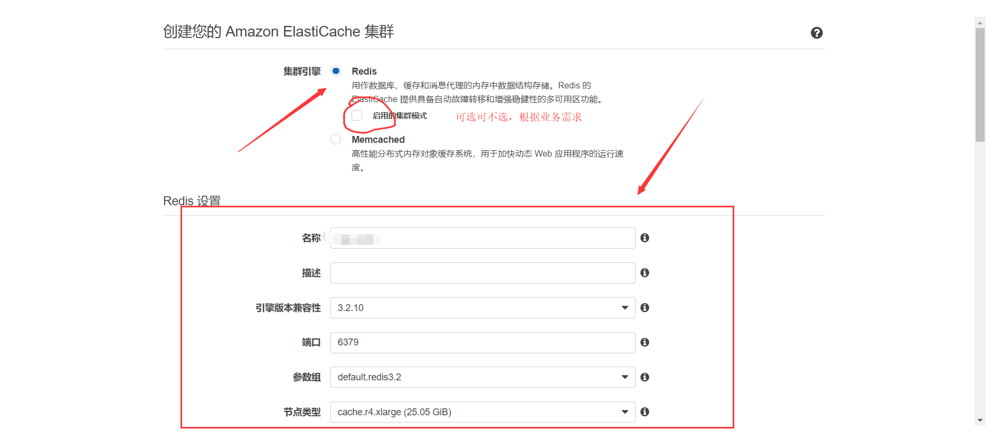 创建您的 Amazon ElastiCache 集群
集群引擎
Redis
用作数据库、缓存和消息代理的内存中数据结构存储。Redis 的
ElastiCache 提供具备自动故障转移和增强稳健性的多可用区功能。
启用的集群模式
可选可不选，根据业务需求
Memcached
高性能分布式内存对象缓存系统，用于加快动态 Web 应用程序的运行速
度。
Redis 设置
名称
描述
引擎版本兼容性
3.2.10
端口
6379
参数组
default.redis3.2
节点类型
cache.r4.xlarge (25.05 GiB)